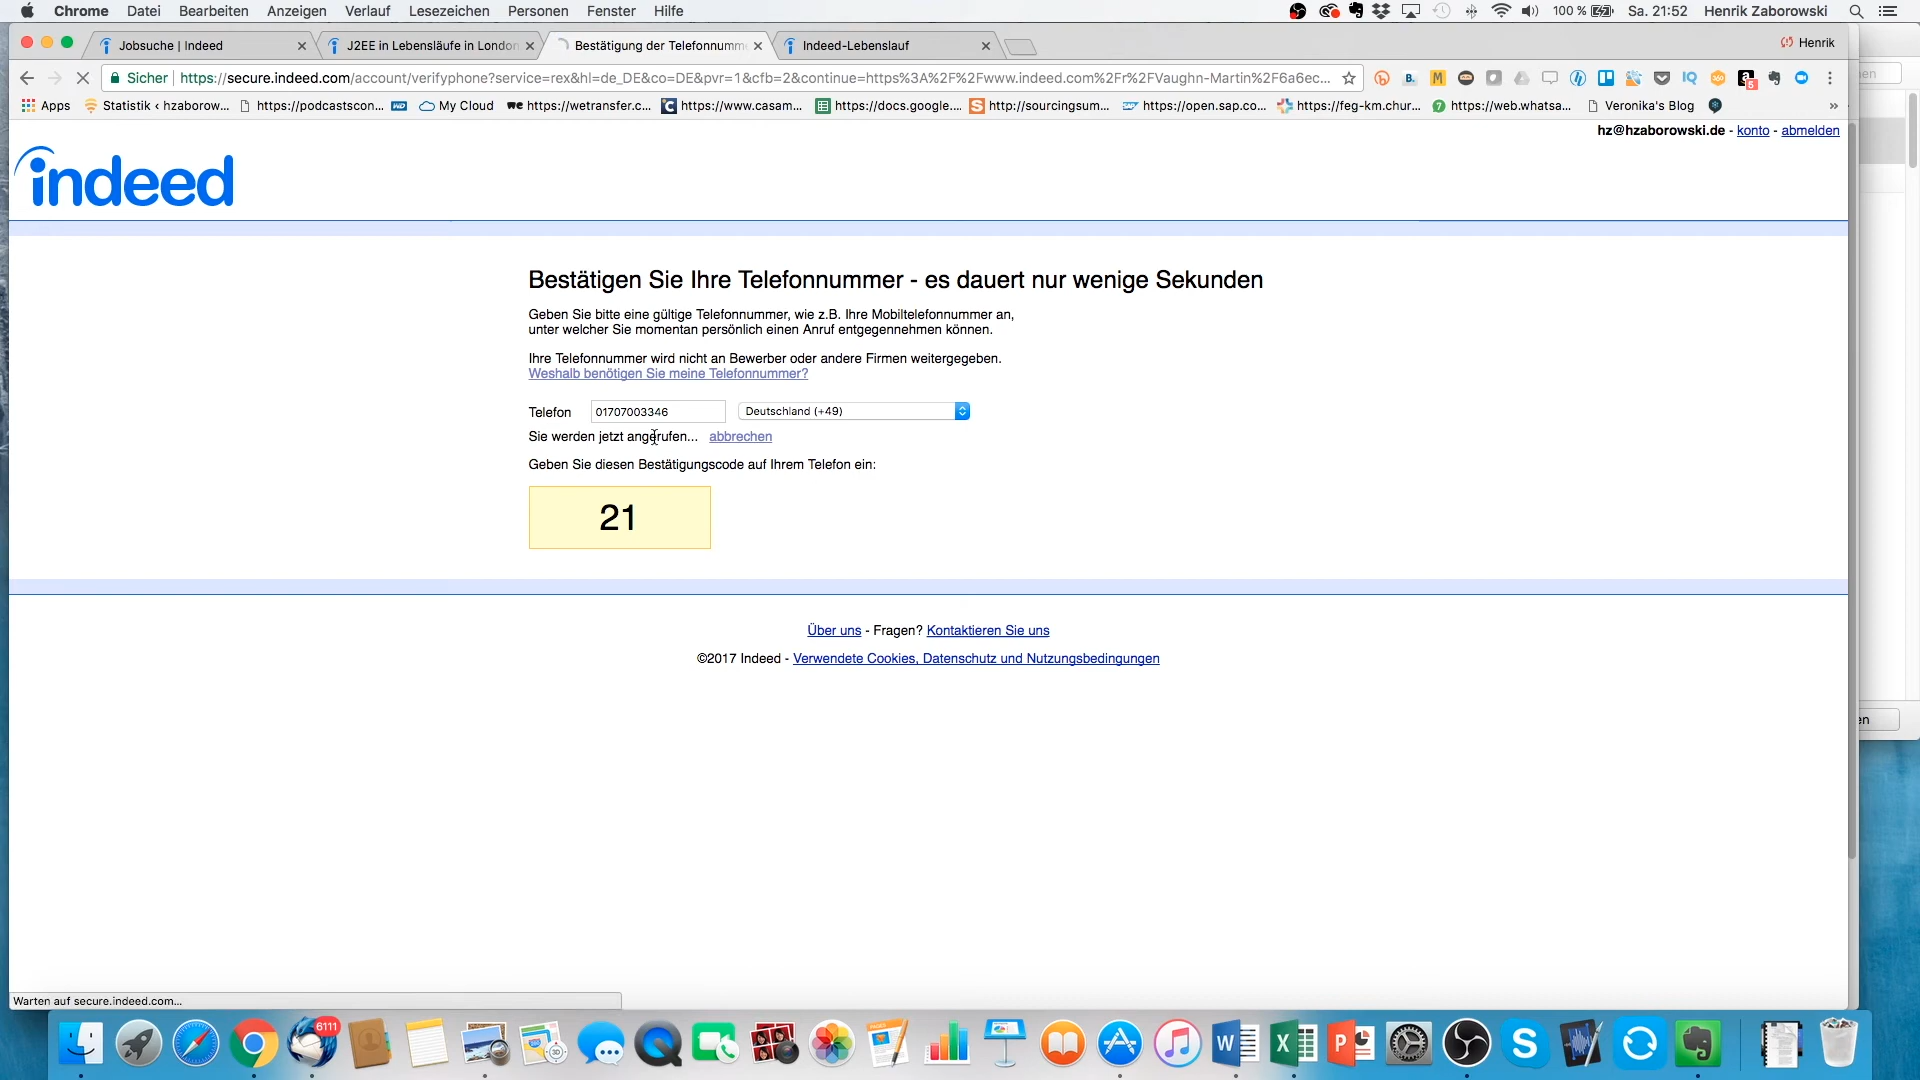 Chrome Datei Bearbeiten Anzeigen Verlauf Lesezeichen Personen Fenster Hilfe 100 % Sa. 21:52 Henrik Zaborowski
Jobsuche | Indeed J2EE in Lebensläufe in London Bestätigung der Telefonnumme Indeed-Lebenslauf Henrik
Sicher https://secure.indeed.com/account/verifyphone?service=rex&hl=de_DE&co=DE&pvr=1&cfb=2&continue=https%3A%2F%2Fwww.indeed.com%2Fr%2FVaughn-Martin%2F6a6ec...
Apps Statistik ‹ hzaborow... https://podcastscon... My Cloud https://wetransfer.c... https://www.casam... https://docs.google.... http://sourcingsum... https://open.sap.co... https://feg-km.chur... https://web.whatsa... Veronika's Blog »
hz@hzaborowski.de - konto - abmelden
indeed
Bestätigen Sie Ihre Telefonnummer - es dauert nur wenige Sekunden
Geben Sie bitte eine gültige Telefonnummer, wie z.B. Ihre Mobiltelefonnummer an,
unter welcher Sie momentan persönlich einen Anruf entgegennehmen können.
Ihre Telefonnummer wird nicht an Bewerber oder andere Firmen weitergegeben.
Weshalb benötigen Sie meine Telefonnummer?
Telefon 01707003346 Deutschland (+49)
Sie werden jetzt angerufen... abbrechen
Geben Sie diesen Bestätigungscode auf Ihrem Telefon ein:
21
Über uns - Fragen? Kontaktieren Sie uns
©2017 Indeed - Verwendete Cookies, Datenschutz und Nutzungsbedingungen
Warten auf secure.indeed.com...
6111